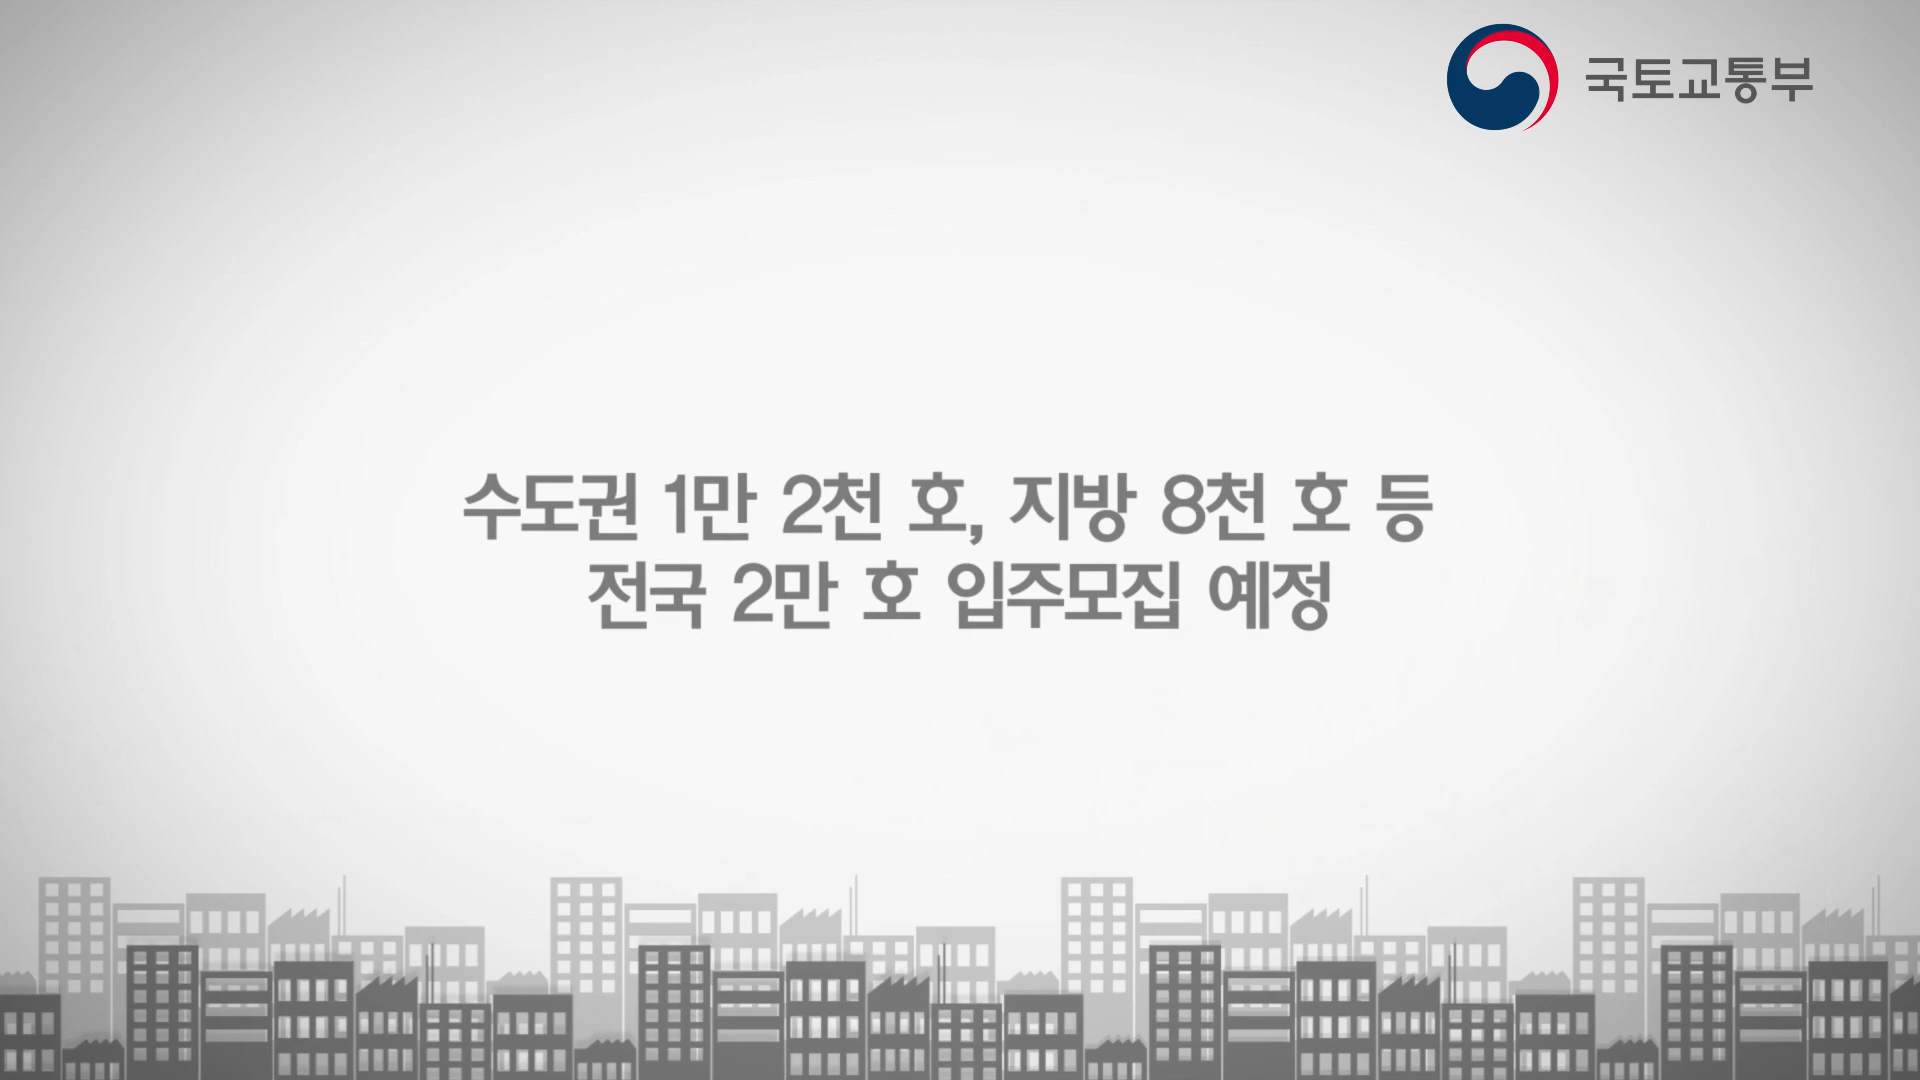 국토교통부
수도권 1만 2천 호, 지방 8천 호 등
전국 2만 호 입주모집 예정